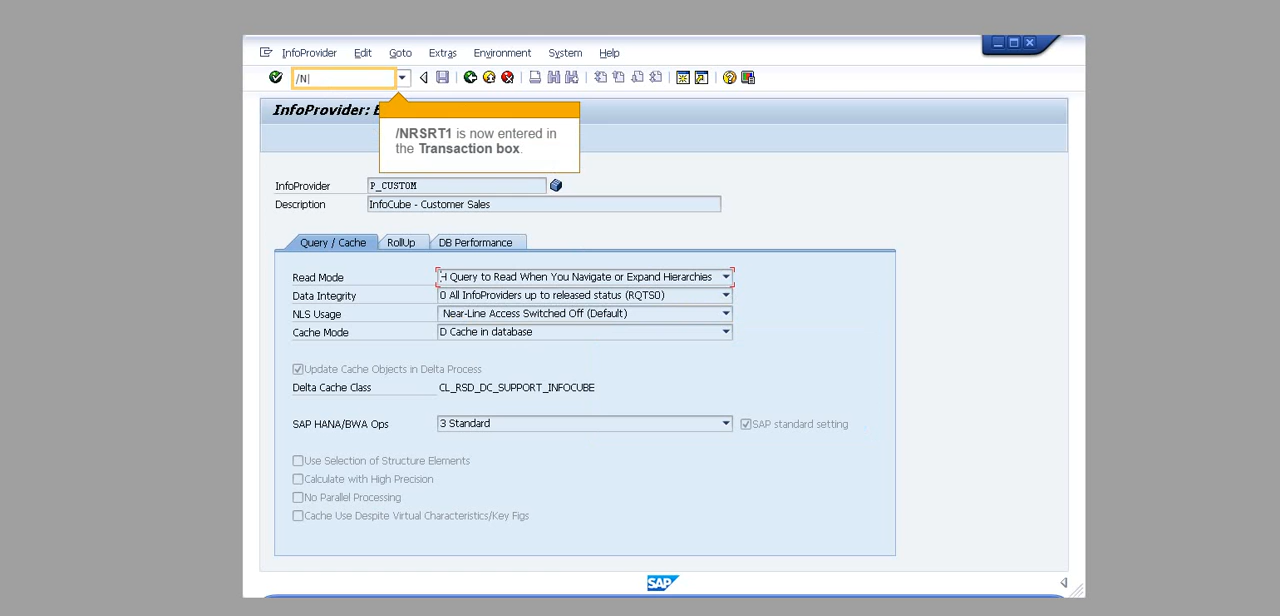 InfoProvider Edit Goto Extras Environment System Help
/N
InfoProvider:
/NRSRT1 is now entered in
the Transaction box.
InfoProvider P_CUSTOM
Description InfoCube - Customer Sales
Query / Cache RollUp DB Performance
Read Mode H Query to Read When You Navigate or Expand Hierarchies
Data Integrity 0 All InfoProviders up to released status (RQTS0)
NLS Usage Near-Line Access Switched Off (Default)
Cache Mode D Cache in database
Update Cache Objects in Delta Process
Delta Cache Class CL_RSD_DC_SUPPORT_INFOCUBE
SAP HANA/BWA Ops 3 Standard SAP standard setting
Use Selection of Structure Elements
Calculate with High Precision
No Parallel Processing
Cache Use Despite Virtual Characteristics/Key Figs
SAP